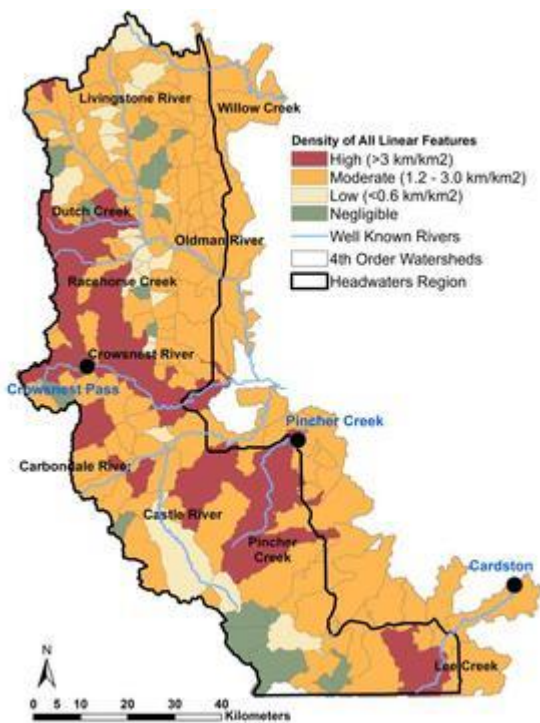 Livingstone River
Willow Creek
Density of All Linear Features
High (>3 km/km2)
Moderate (1.2 - 3.0 km/km2)
Low (<0.6 km/km2)
Negligible
Well Known Rivers
4th Order Watersheds
Headwaters Region
Dutch Creek
Oldman River
Racehorse Creek
Crowsnest River
Crowsnest Pass
Pincher Creek
Carbondale River
Castle River
Pincher
Creek
Cardston
Lee Creek
N
0 5 10 20 30 40
Kilometers